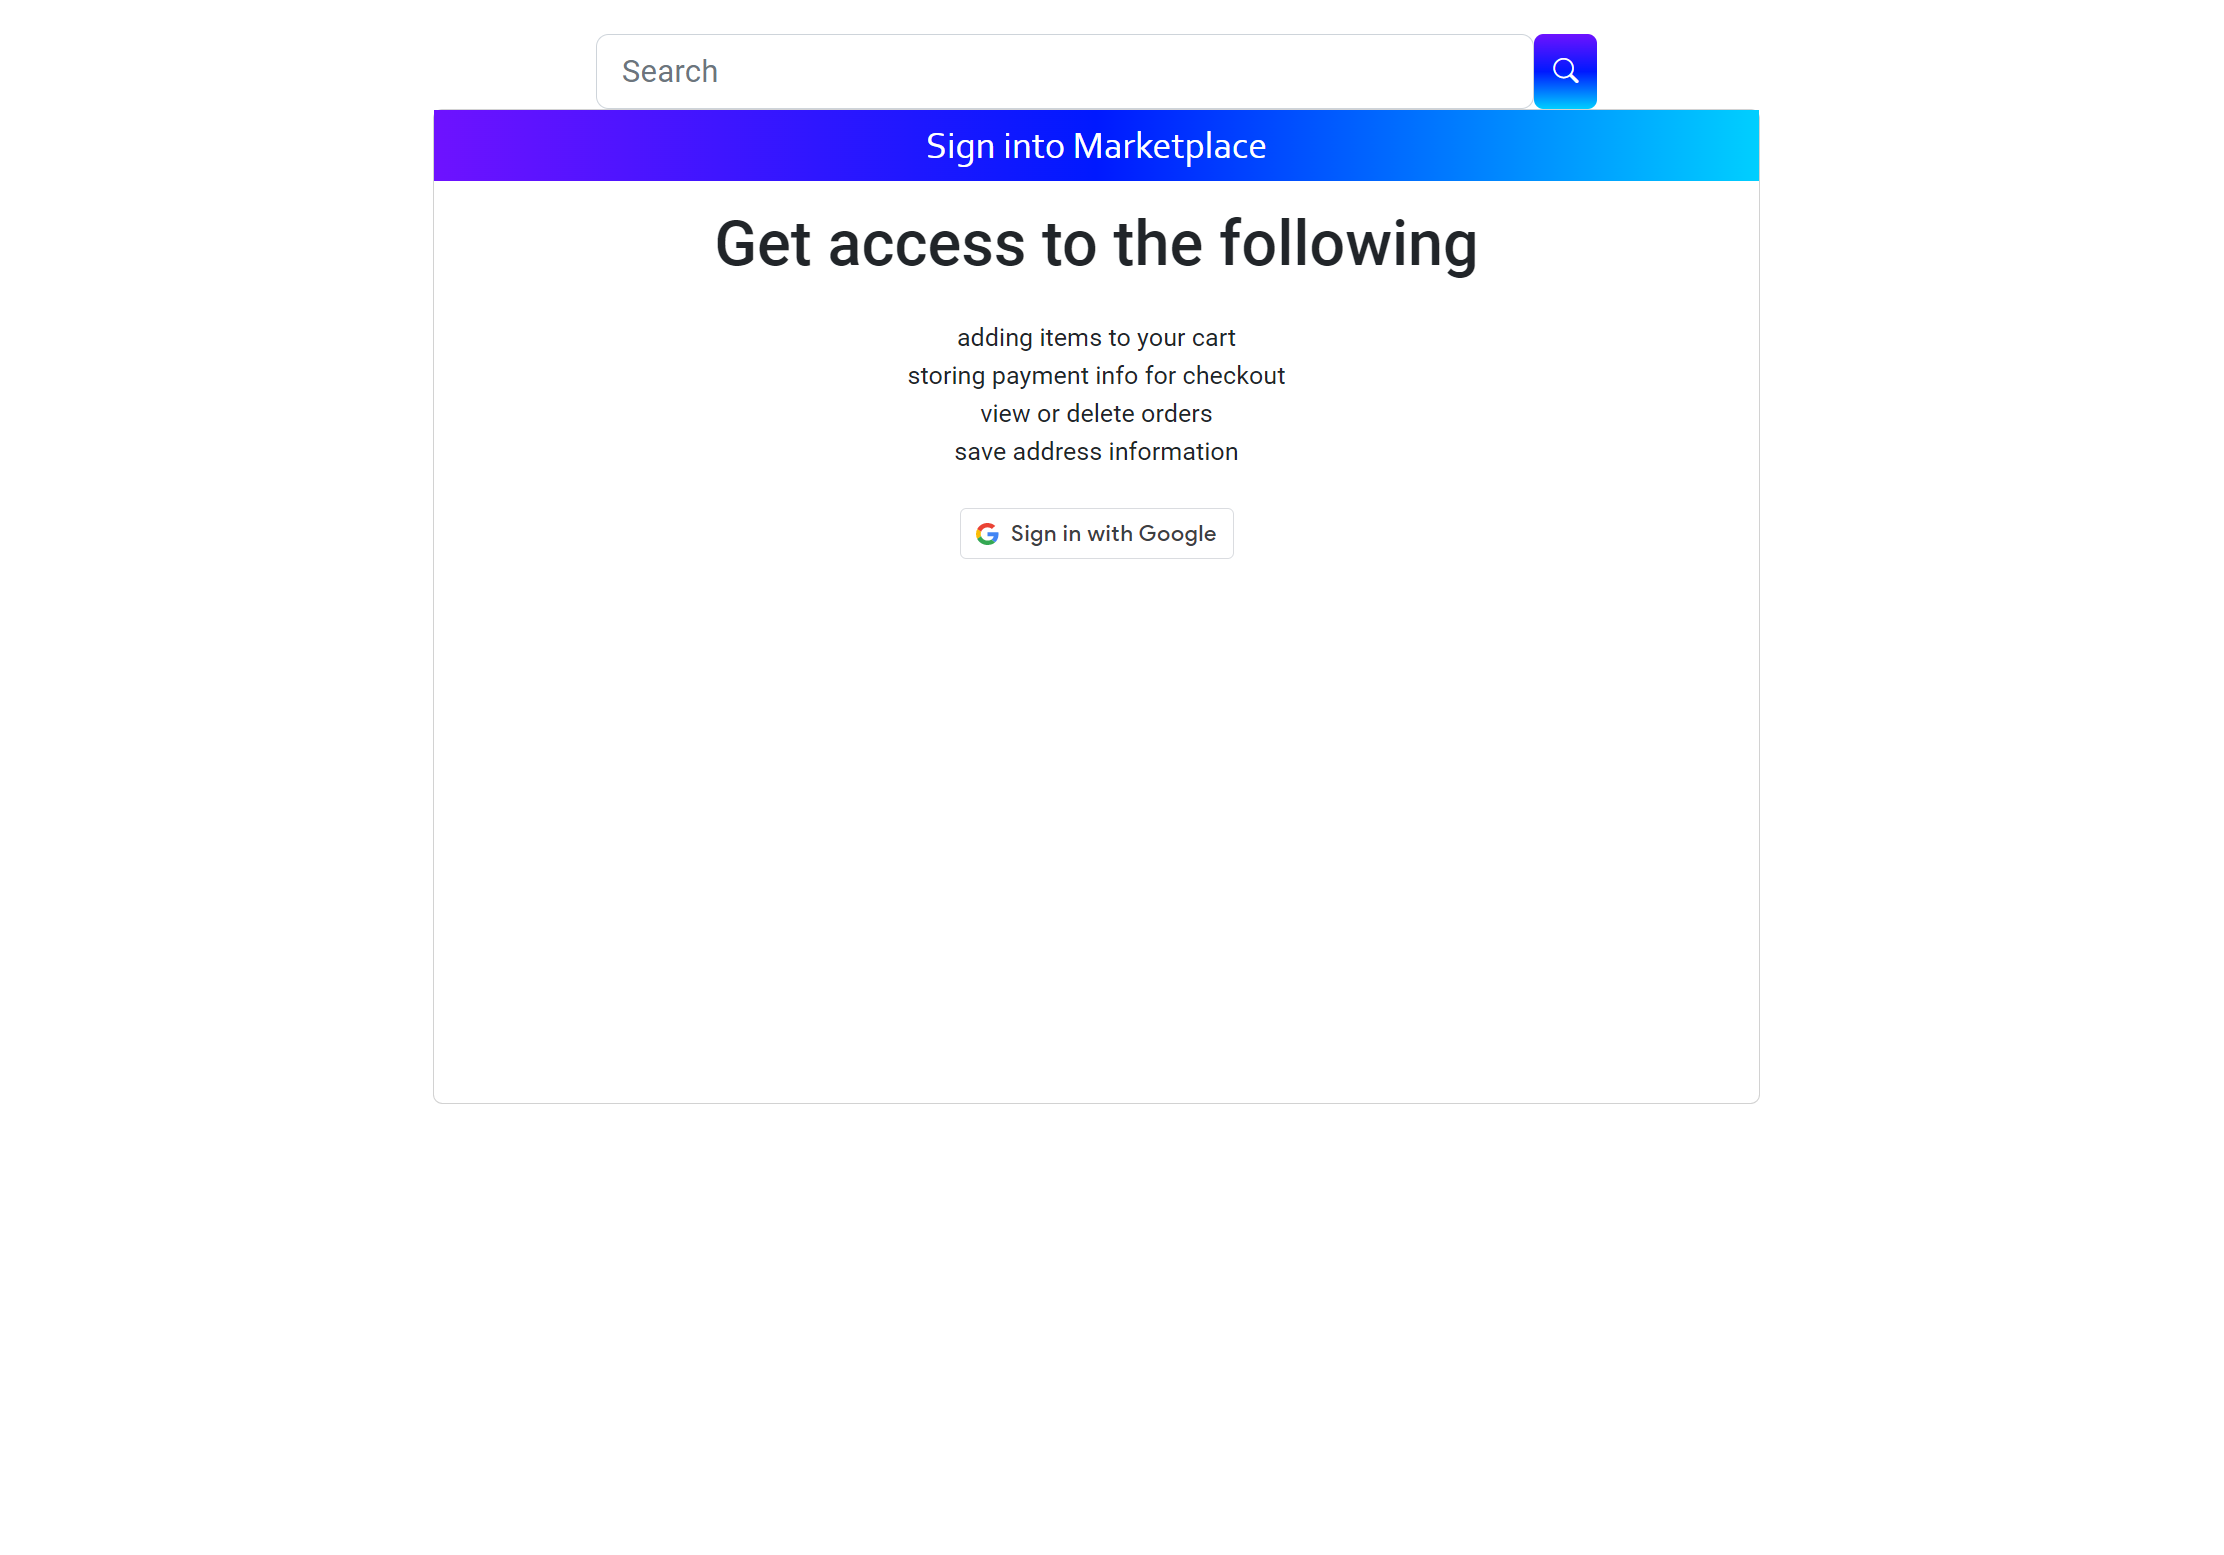 Search
Sign into Marketplace
Get access to the following
adding items to your cart
storing payment info for checkout
view or delete orders
save address information
Sign in with Google